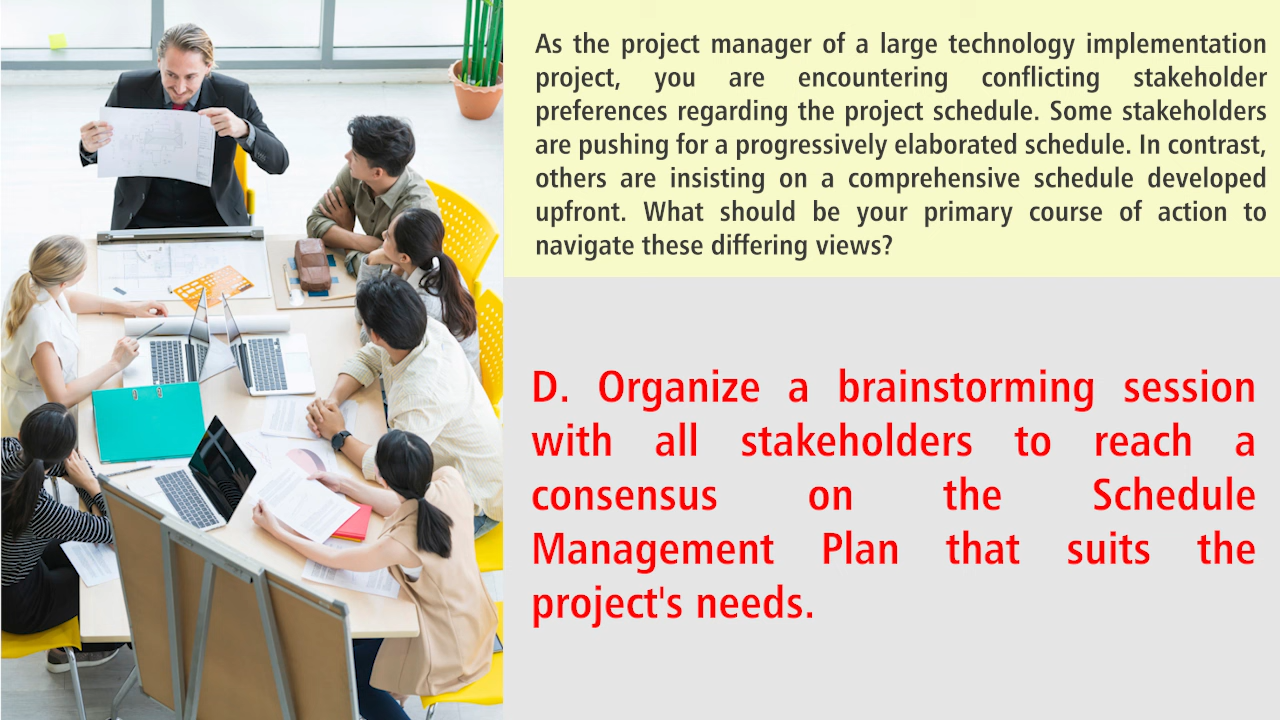 As the project manager of a large technology implementation
project, you are encountering conflicting stakeholder
preferences regarding the project schedule. Some stakeholders
are pushing for a progressively elaborated schedule. In contrast,
others are insisting on a comprehensive schedule developed
upfront. What should be your primary course of action to
navigate these differing views?
D. Organize a brainstorming session
with all stakeholders to reach a
consensus on the Schedule
Management Plan that suits the
project's needs.